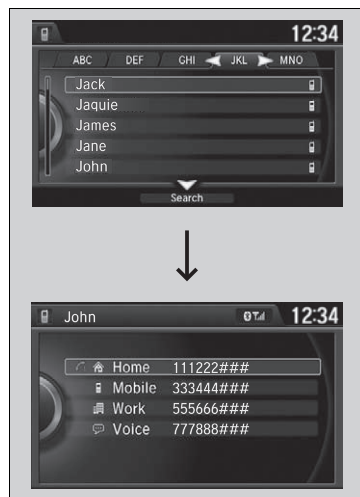 12:34
ABC DEF GHI JKL MNO
Jack
Jaquie
James
Jane
John
Search
John 12:34
Home 111222###
Mobile 333444###
Work 555666###
Voice 777888###